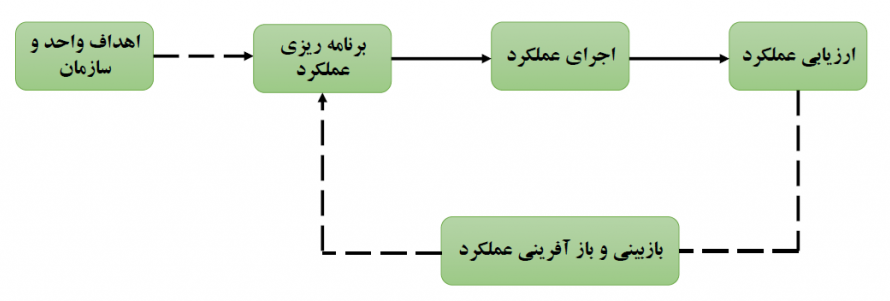 اهداف واحد و
سازمان
برنامه ریزی
عملکرد
اجرای عملکرد
ارزیابی عملکرد
بازبینی و باز آفرینی عملکرد